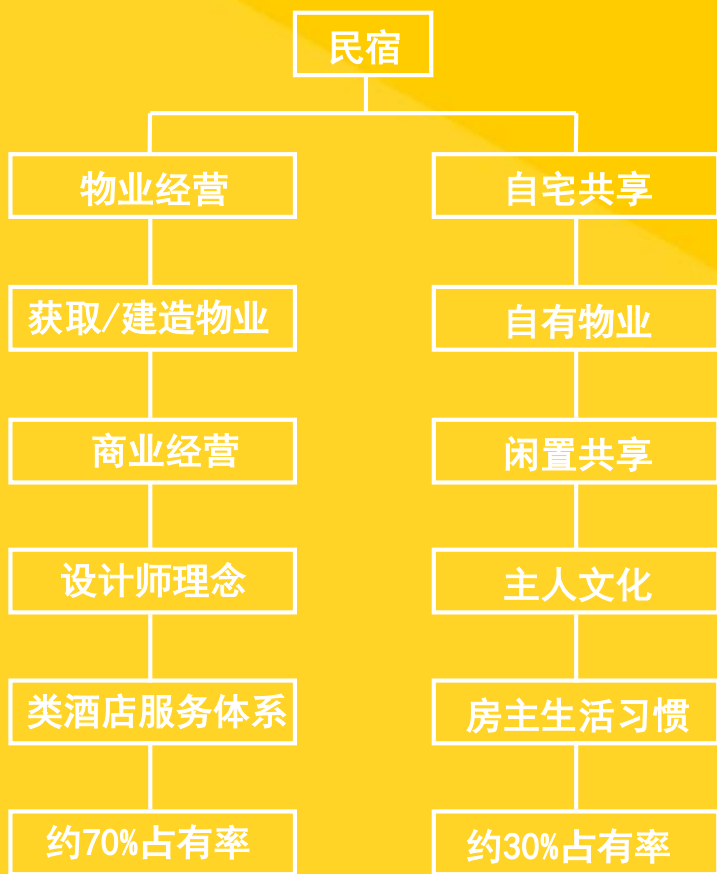 民宿
物业经营
自宅共享
获取/建造物业
自有物业
商业经营
闲置共享
设计师理念
主人文化
类酒店服务体系
房主生活习惯
约70%占有率
约30%占有率